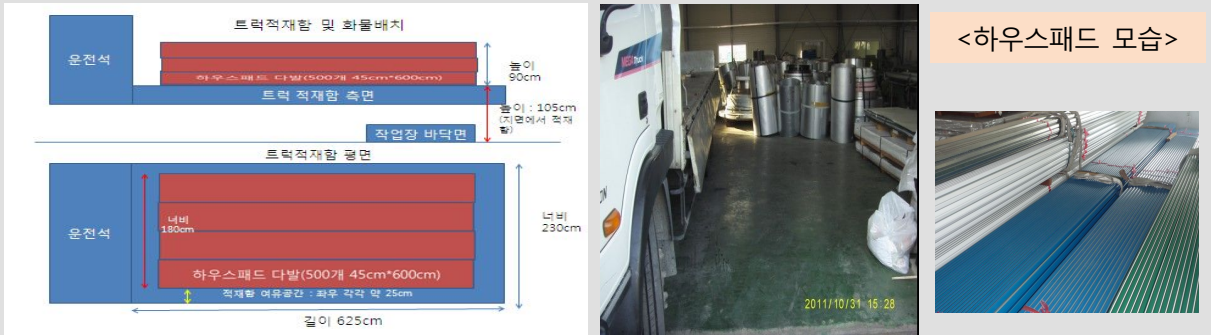 트럭적재함 및 화물배치
운전석
하우스패드 다발(500개 45cm*600cm)
높이
90cm
트럭 적재함 측면
높이 : 105cm
(지면에서 적재
함)
작업장 바닥면
트럭적재함 평면
운전석
너비
180cm
너비
230cm
하우스패드 다발(500개 45cm*600cm)
적재함 여유공간 : 좌우 각각 약 25cm
길이 625cm
2011/10/31 15:28
<하우스패드 모습>